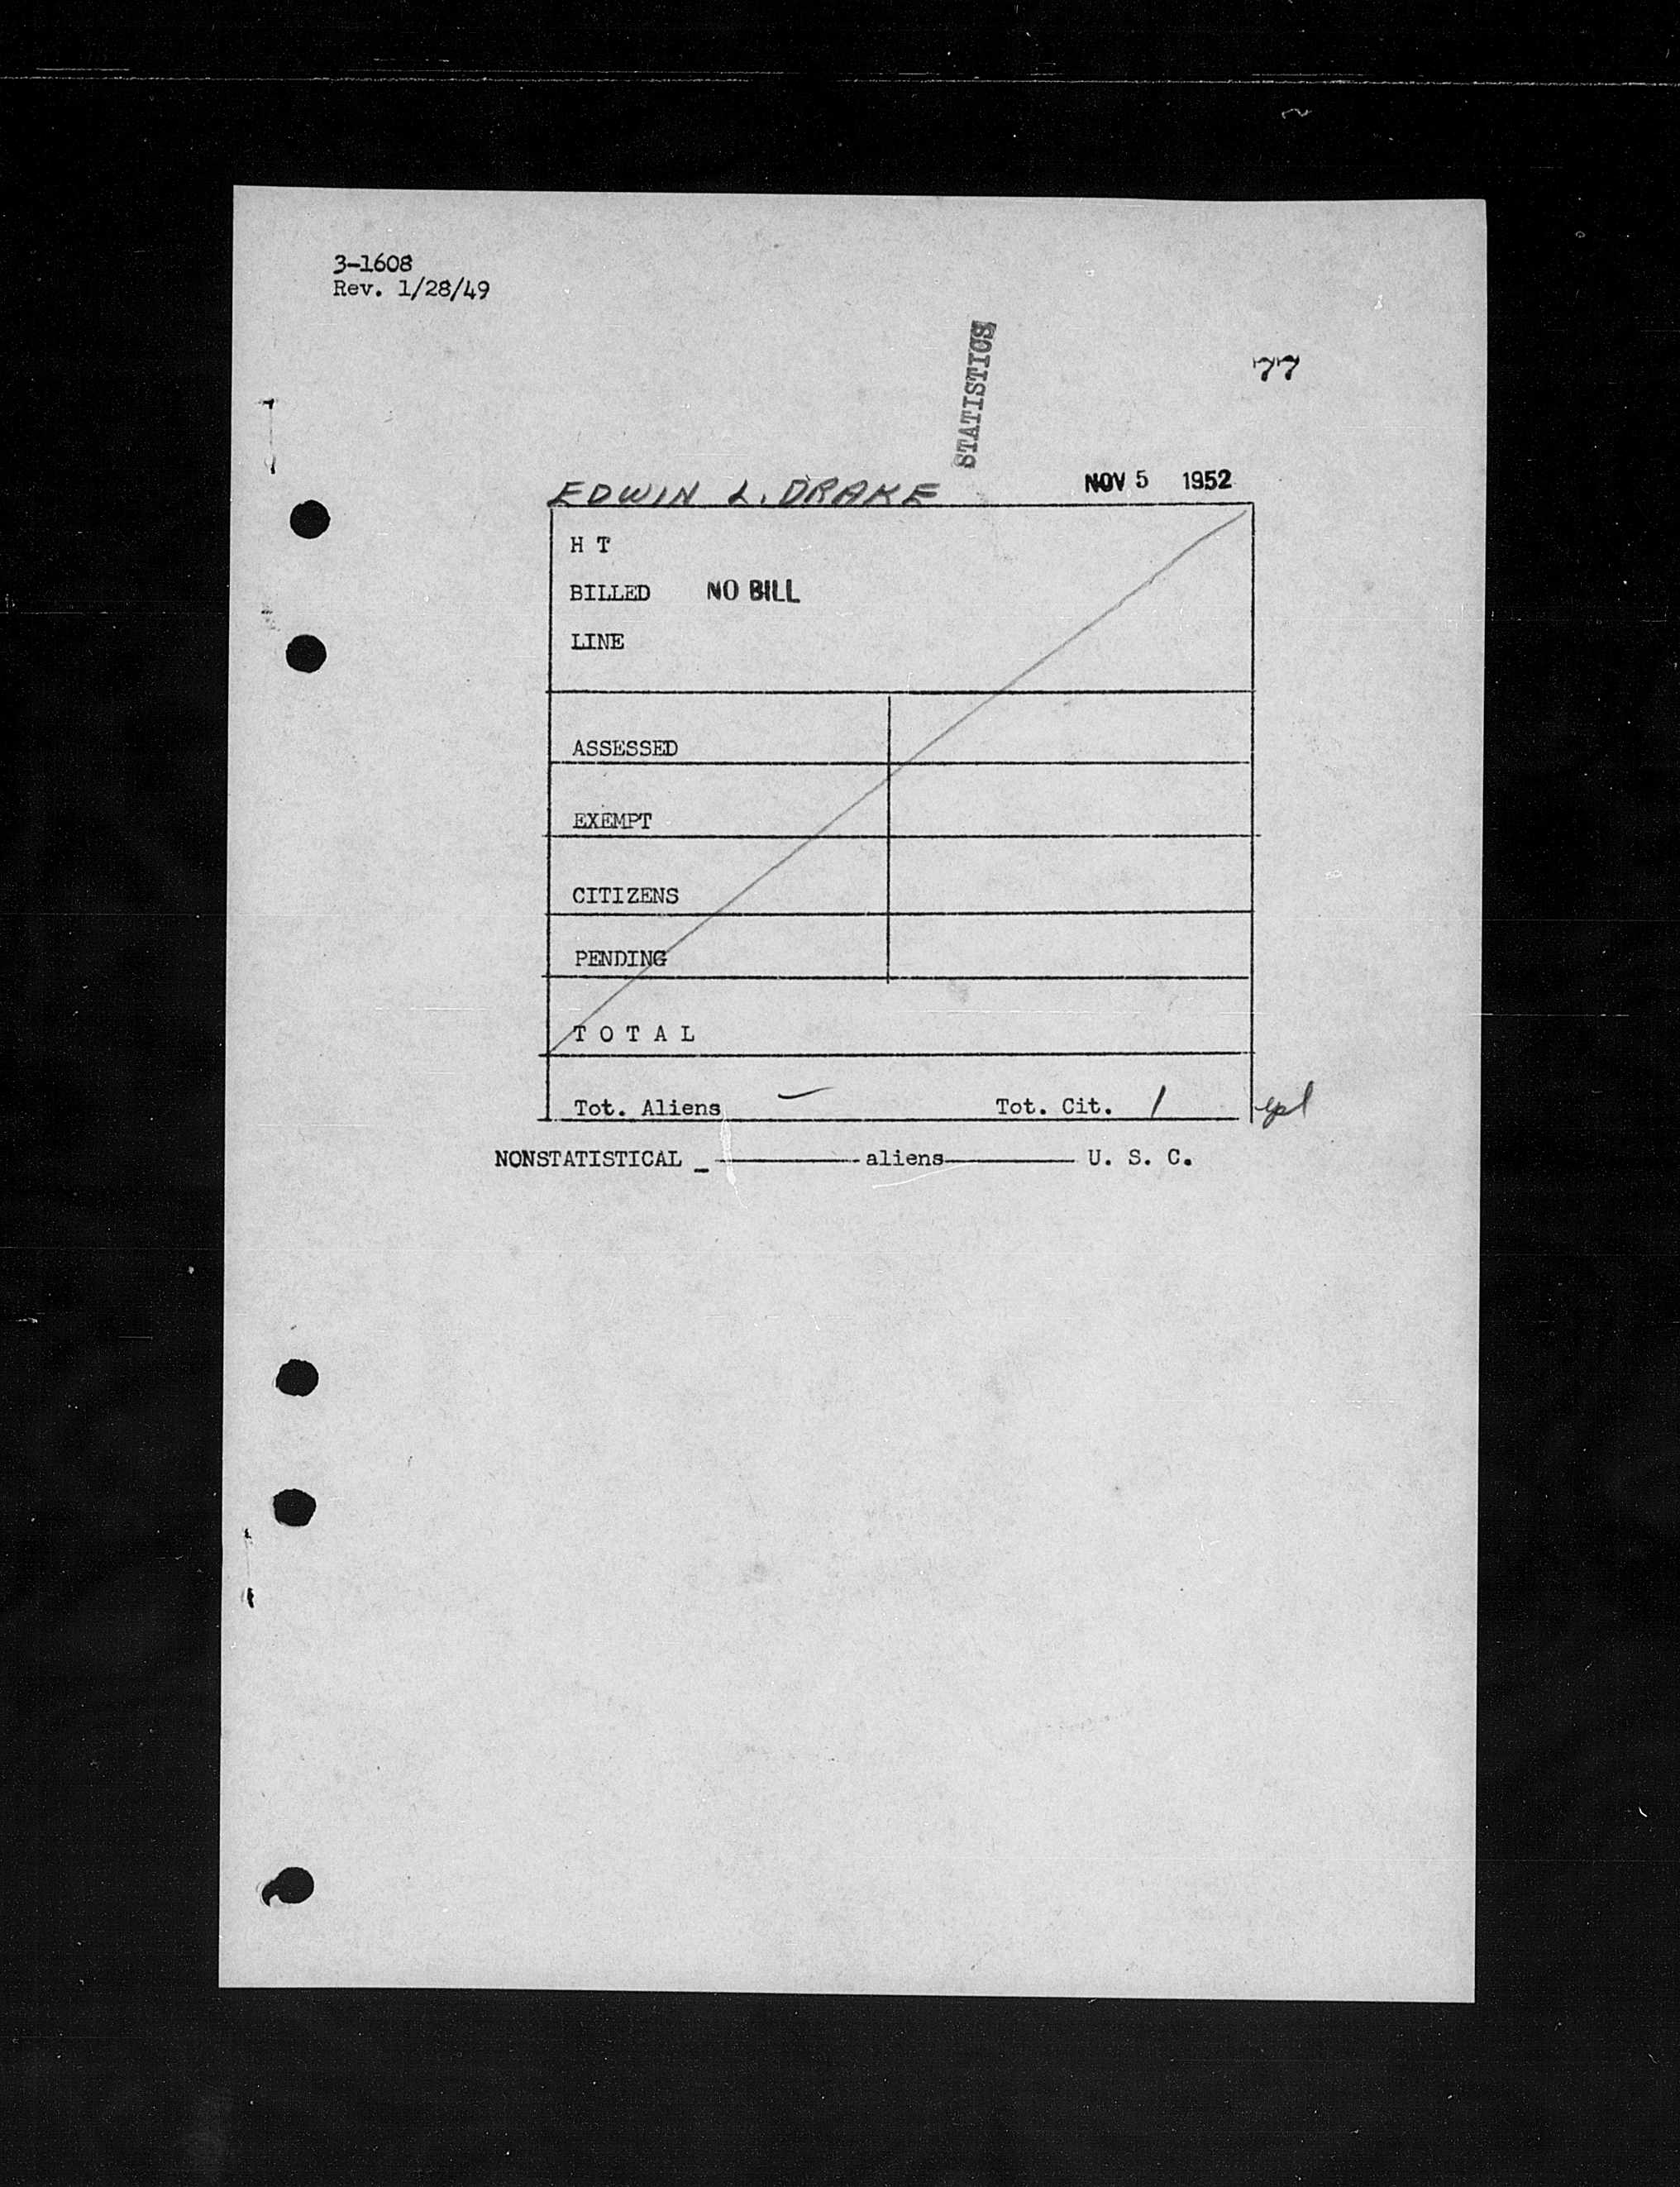 3-1608
Rev. 1/28/49
STATISTICS
77
EDWIN L. DRAKE
NOV 5 1952
H T
BILLED NO BILL
LINE
ASSESSED
EXEMPT
CITIZENS
PENDING
T O T A L
Tot. Aliens — Tot. Cit. 1
NONSTATISTICAL _ aliens U. S. C.